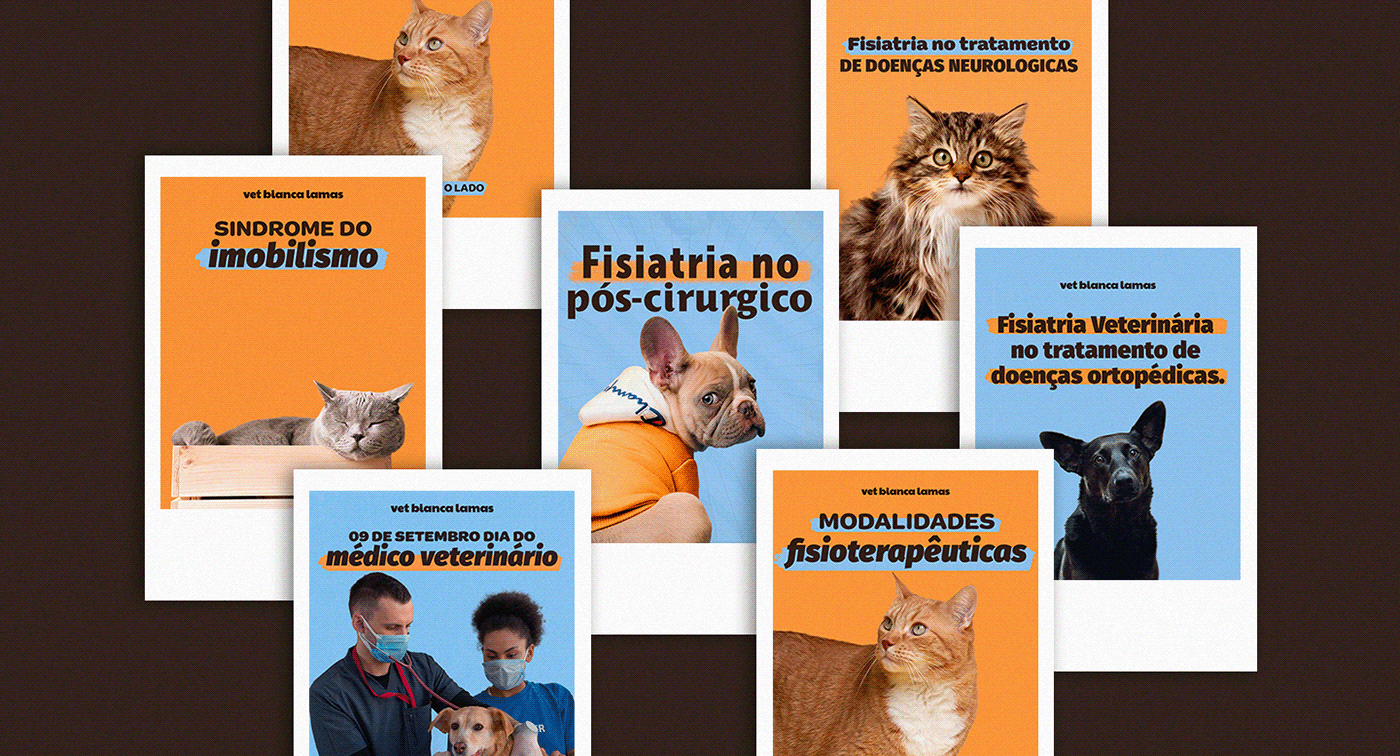 O LADO
Fisiatria no tratamento
DE DOENÇAS NEUROLOGICAS
vet blanca lamas
SINDROME DO
imobilismo
Fisiatria no
pós-cirurgico
Champ
vet blanca lamas
Fisiatria Veterinária
no tratamento de
doenças ortopédicas.
vet blanca lamas
09 DE SETEMBRO DIA DO
médico veterinário
vet blanca lamas
MODALIDADES
fisioterapêuticas